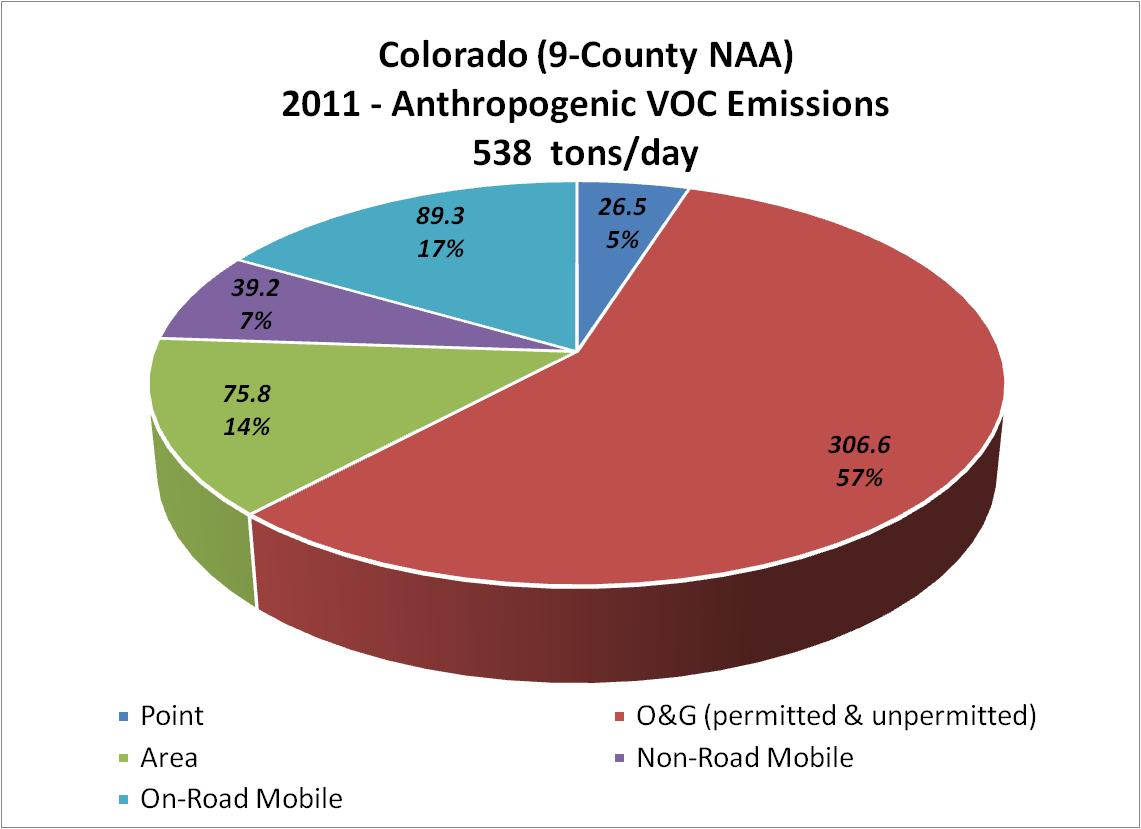 Colorado (9-County NAA)
2011 - Anthropogenic VOC Emissions
538 tons/day
26.5
5%
89.3
17%
39.2
7%
75.8
14%
306.6
57%
Point
O&G (permitted & unpermitted)
Area
Non-Road Mobile
On-Road Mobile